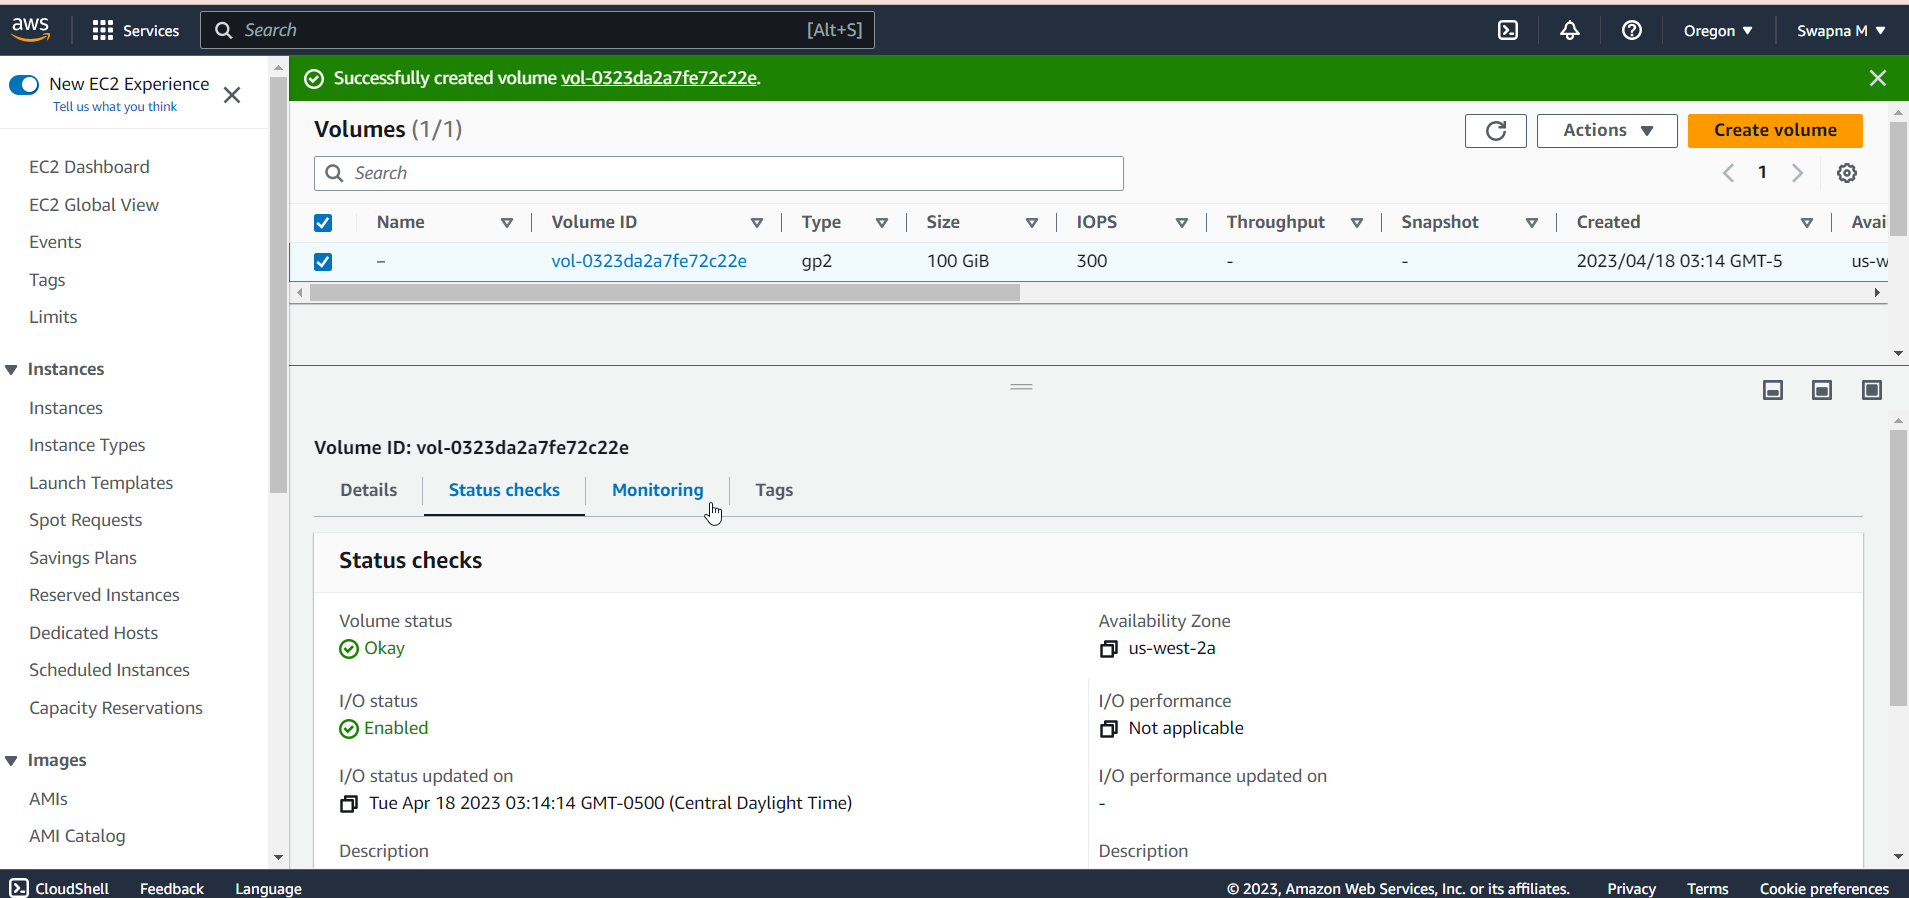 aws
Services
Search [Alt+S]
Oregon
Swapna M
New EC2 Experience
Tell us what you think
EC2 Dashboard
EC2 Global View
Events
Tags
Limits
Instances
Instances
Instance Types
Launch Templates
Spot Requests
Savings Plans
Reserved Instances
Dedicated Hosts
Scheduled Instances
Capacity Reservations
Images
AMIs
AMI Catalog
Successfully created volume vol-0323da2a7fe72c22e.
Volumes (1/1)
Actions
Create volume
Search
1
Name Volume ID Type Size IOPS Throughput Snapshot Created Avai
– vol-0323da2a7fe72c22e gp2 100 GiB 300 - - 2023/04/18 03:14 GMT-5 us-w
Volume ID: vol-0323da2a7fe72c22e
Details Status checks Monitoring Tags
Status checks
Volume status
Okay
Availability Zone
us-west-2a
I/O status
Enabled
I/O performance
Not applicable
I/O status updated on
Tue Apr 18 2023 03:14:14 GMT-0500 (Central Daylight Time)
I/O performance updated on
-
Description
Description
CloudShell Feedback Language
© 2023, Amazon Web Services, Inc. or its affiliates. Privacy Terms Cookie preferences